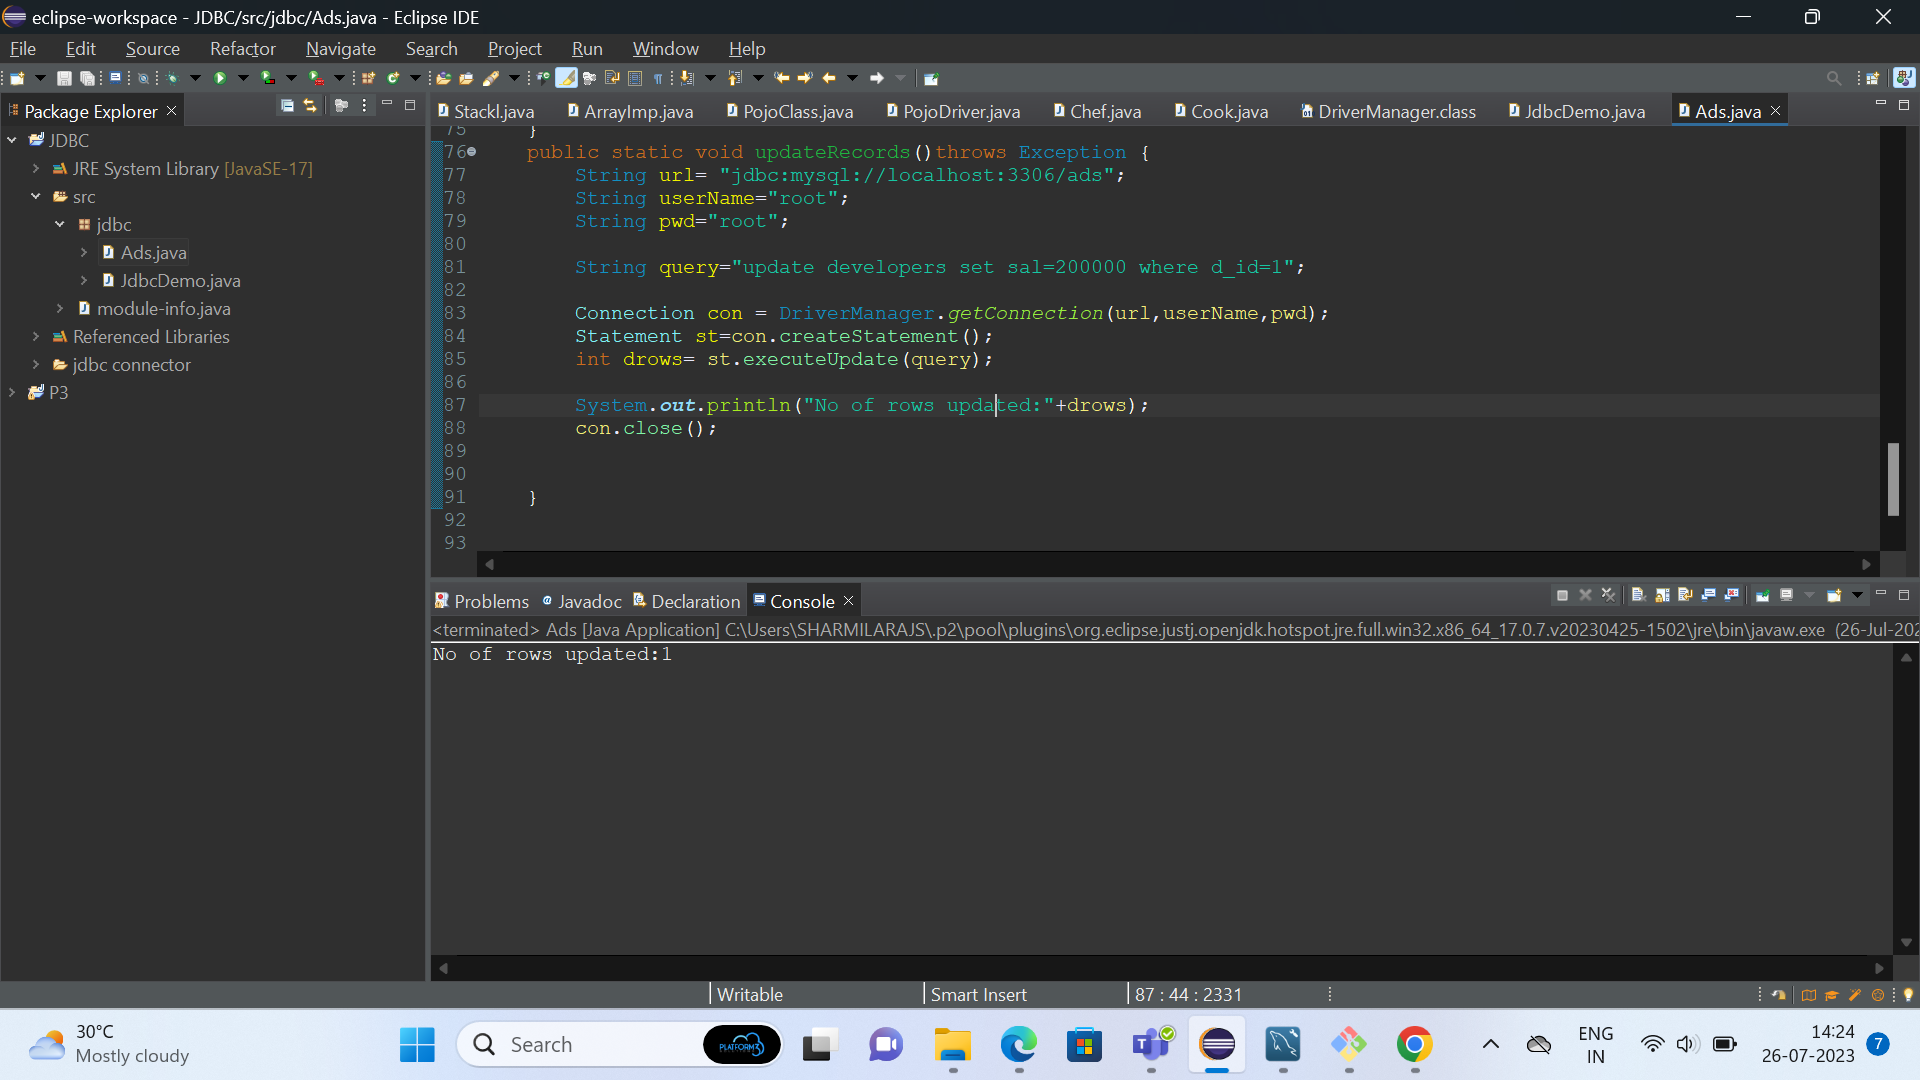 eclipse-workspace - JDBC/src/jdbc/Ads.java - Eclipse IDE
File Edit Source Refactor Navigate Search Project Run Window Help
Package Explorer
Stackl.java ArrayImp.java PojoClass.java PojoDriver.java Chef.java Cook.java DriverManager.class JdbcDemo.java Ads.java
JDBC
JRE System Library [JavaSE-17]
src
jdbc
Ads.java
JdbcDemo.java
module-info.java
Referenced Libraries
jdbc connector
P3
75 }
76 public static void updateRecords()throws Exception {
77 String url= "jdbc:mysql://localhost:3306/ads";
78 String userName="root";
79 String pwd="root";
80
81 String query="update developers set sal=200000 where d_id=1";
82
83 Connection con = DriverManager.getConnection(url,userName,pwd);
84 Statement st=con.createStatement();
85 int drows= st.executeUpdate(query);
86
87 System.out.println("No of rows updated:"+drows);
88 con.close();
89
90
91 }
92
93
Problems Javadoc Declaration Console
<terminated> Ads [Java Application] C:\Users\SHARMILARAJS\.p2\pool\plugins\org.eclipse.justj.openjdk.hotspot.jre.full.win32.x86_64_17.0.7.v20230425-1502\jre\bin\javaw.exe (26-Jul-202
No of rows updated:1
Writable Smart Insert 87 : 44 : 2331
30°C
Mostly cloudy
Search
PLATFORM3
ENG
IN
14:24
26-07-2023
7